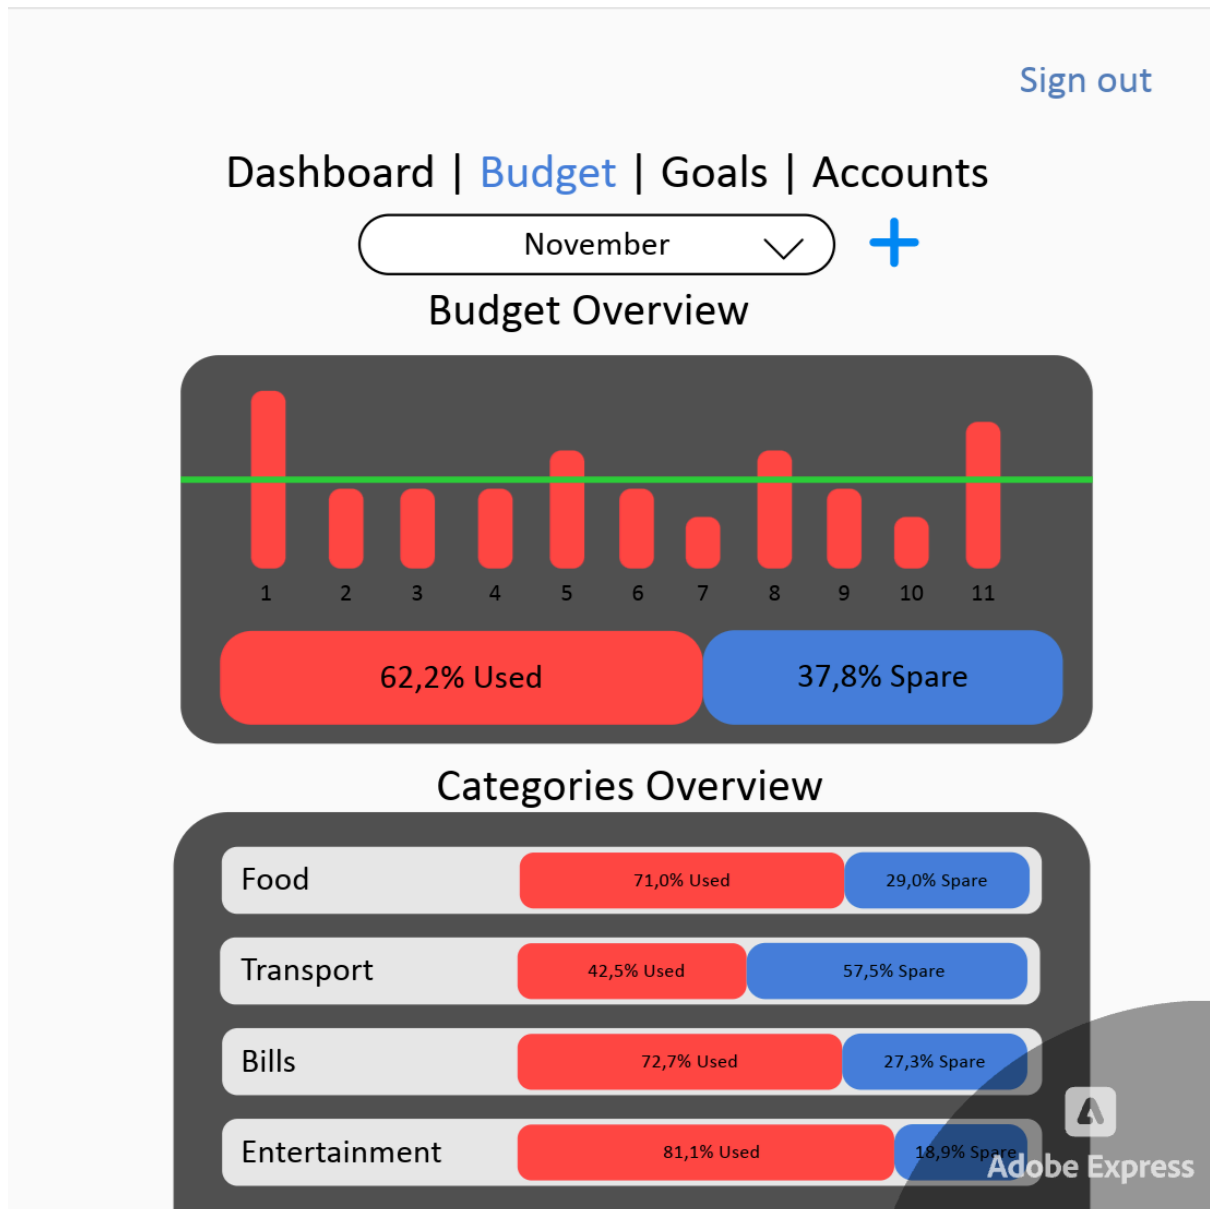 Sign out
Dashboard | Budget | Goals | Accounts
November
Budget Overview
1 2 3 4 5 6 7 8 9 10 11
62,2% Used 37,8% Spare
Categories Overview
Food 71,0% Used 29,0% Spare
Transport 42,5% Used 57,5% Spare
Bills 72,7% Used 27,3% Spare
Entertainment 81,1% Used 18,9% Spare
Adobe Express